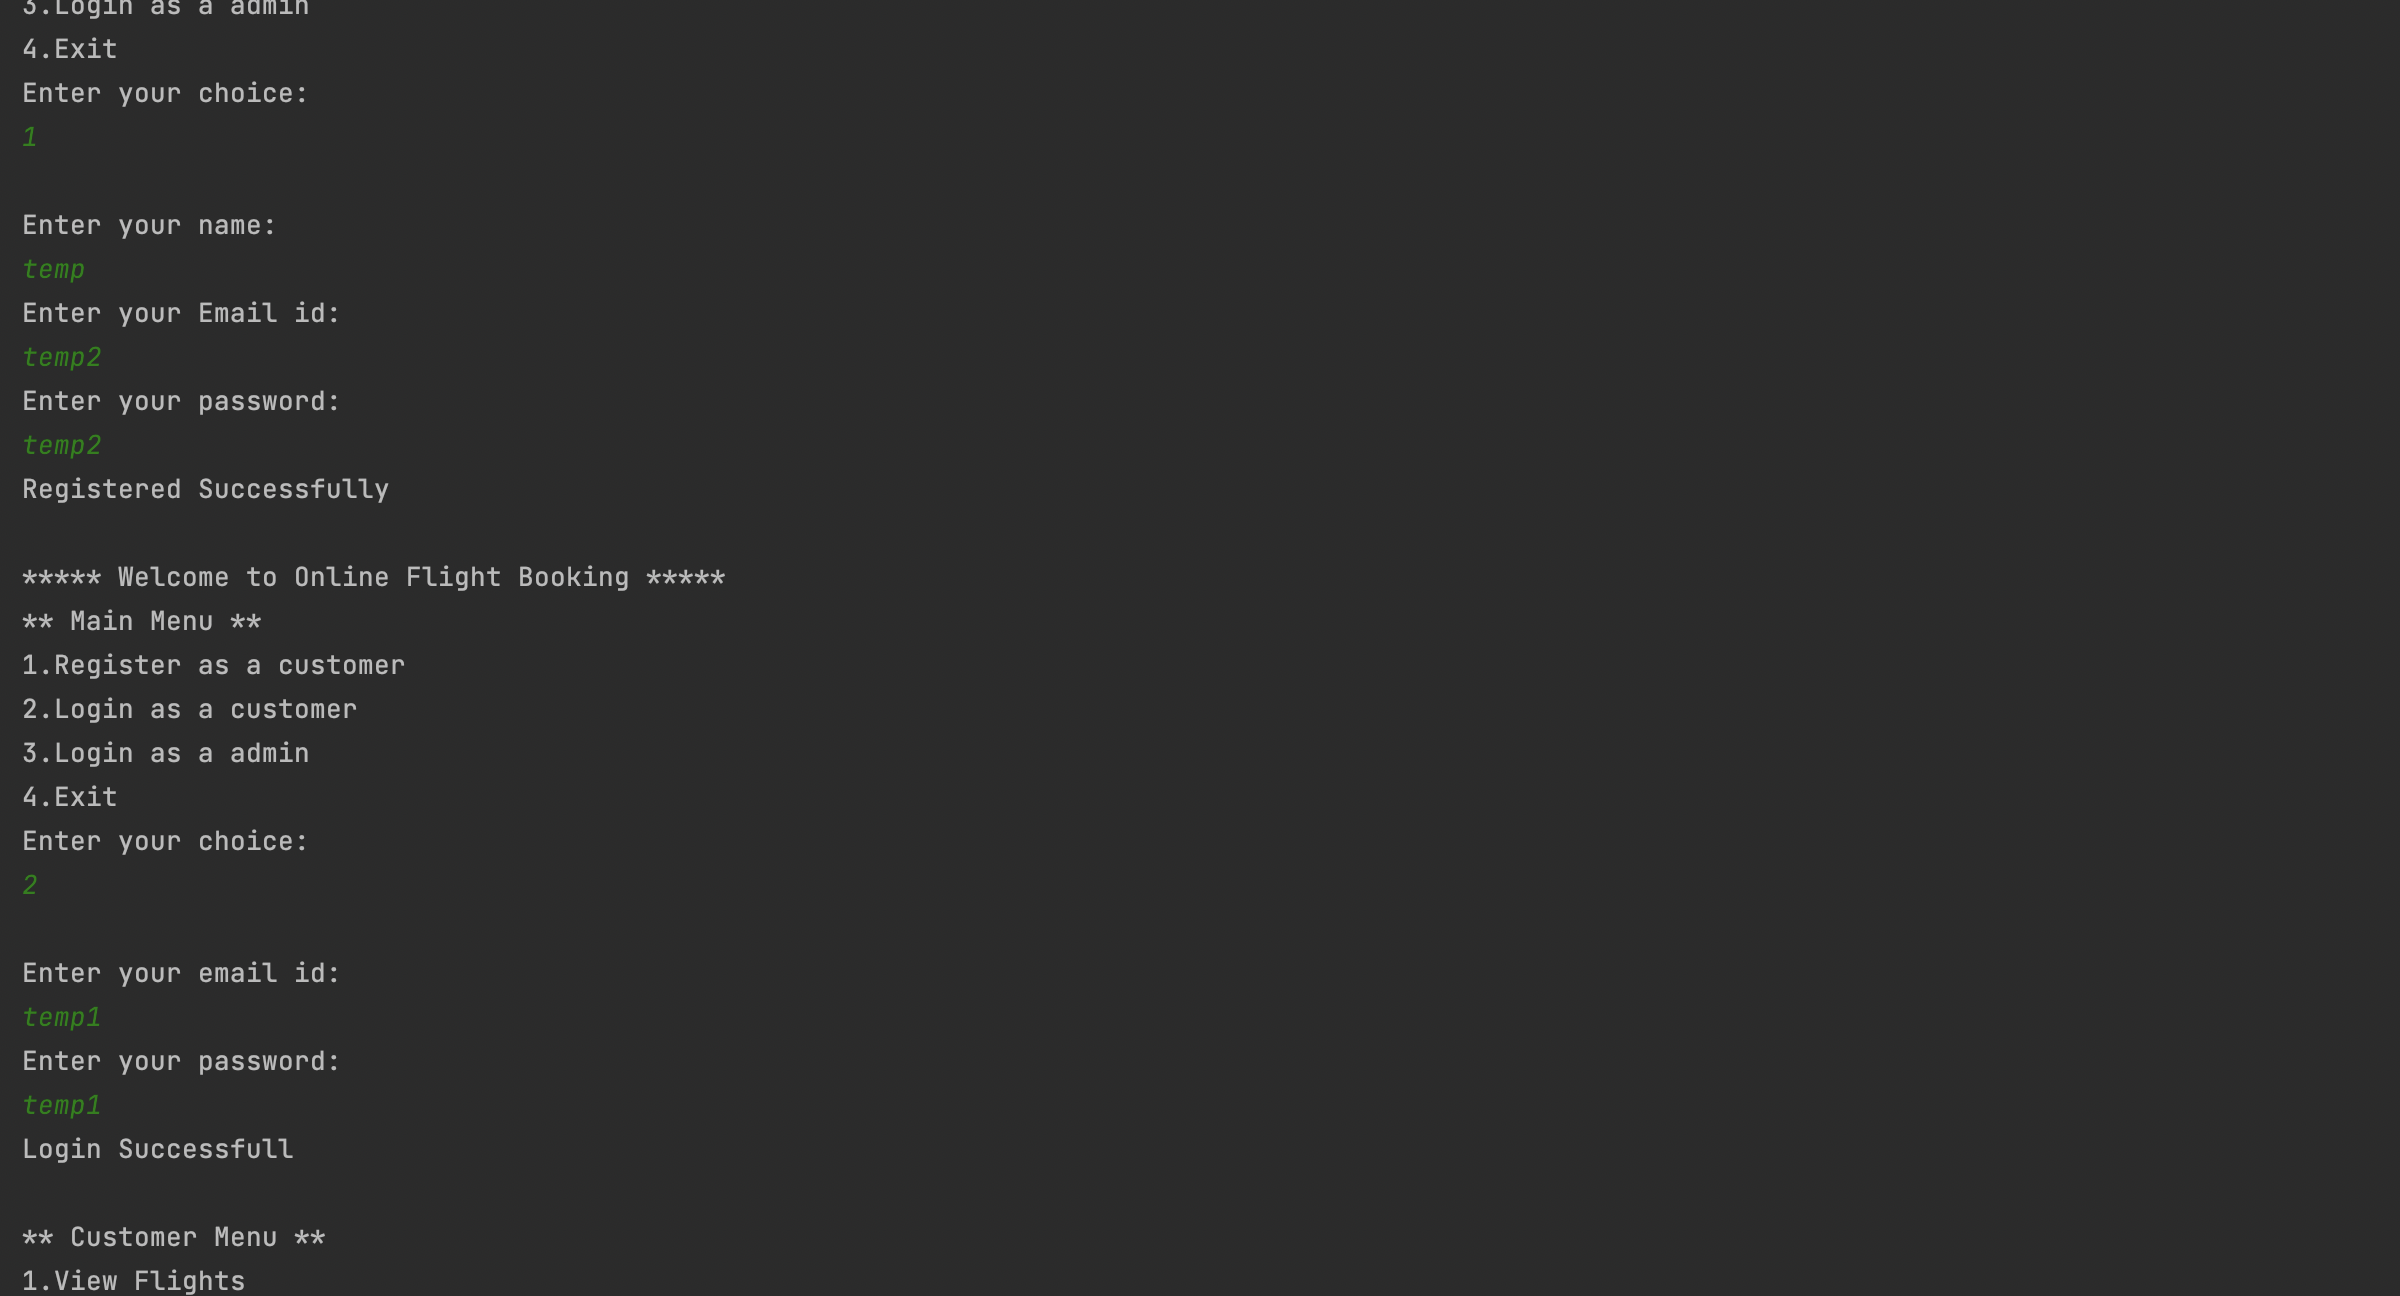 3.Login as a admin
4.Exit
Enter your choice:
1
Enter your name:
temp
Enter your Email id:
temp2
Enter your password:
temp2
Registered Successfully
***** Welcome to Online Flight Booking *****
** Main Menu **
1.Register as a customer
2.Login as a customer
3.Login as a admin
4.Exit
Enter your choice:
2
Enter your email id:
temp1
Enter your password:
temp1
Login Successfull
** Customer Menu **
1.View Flights